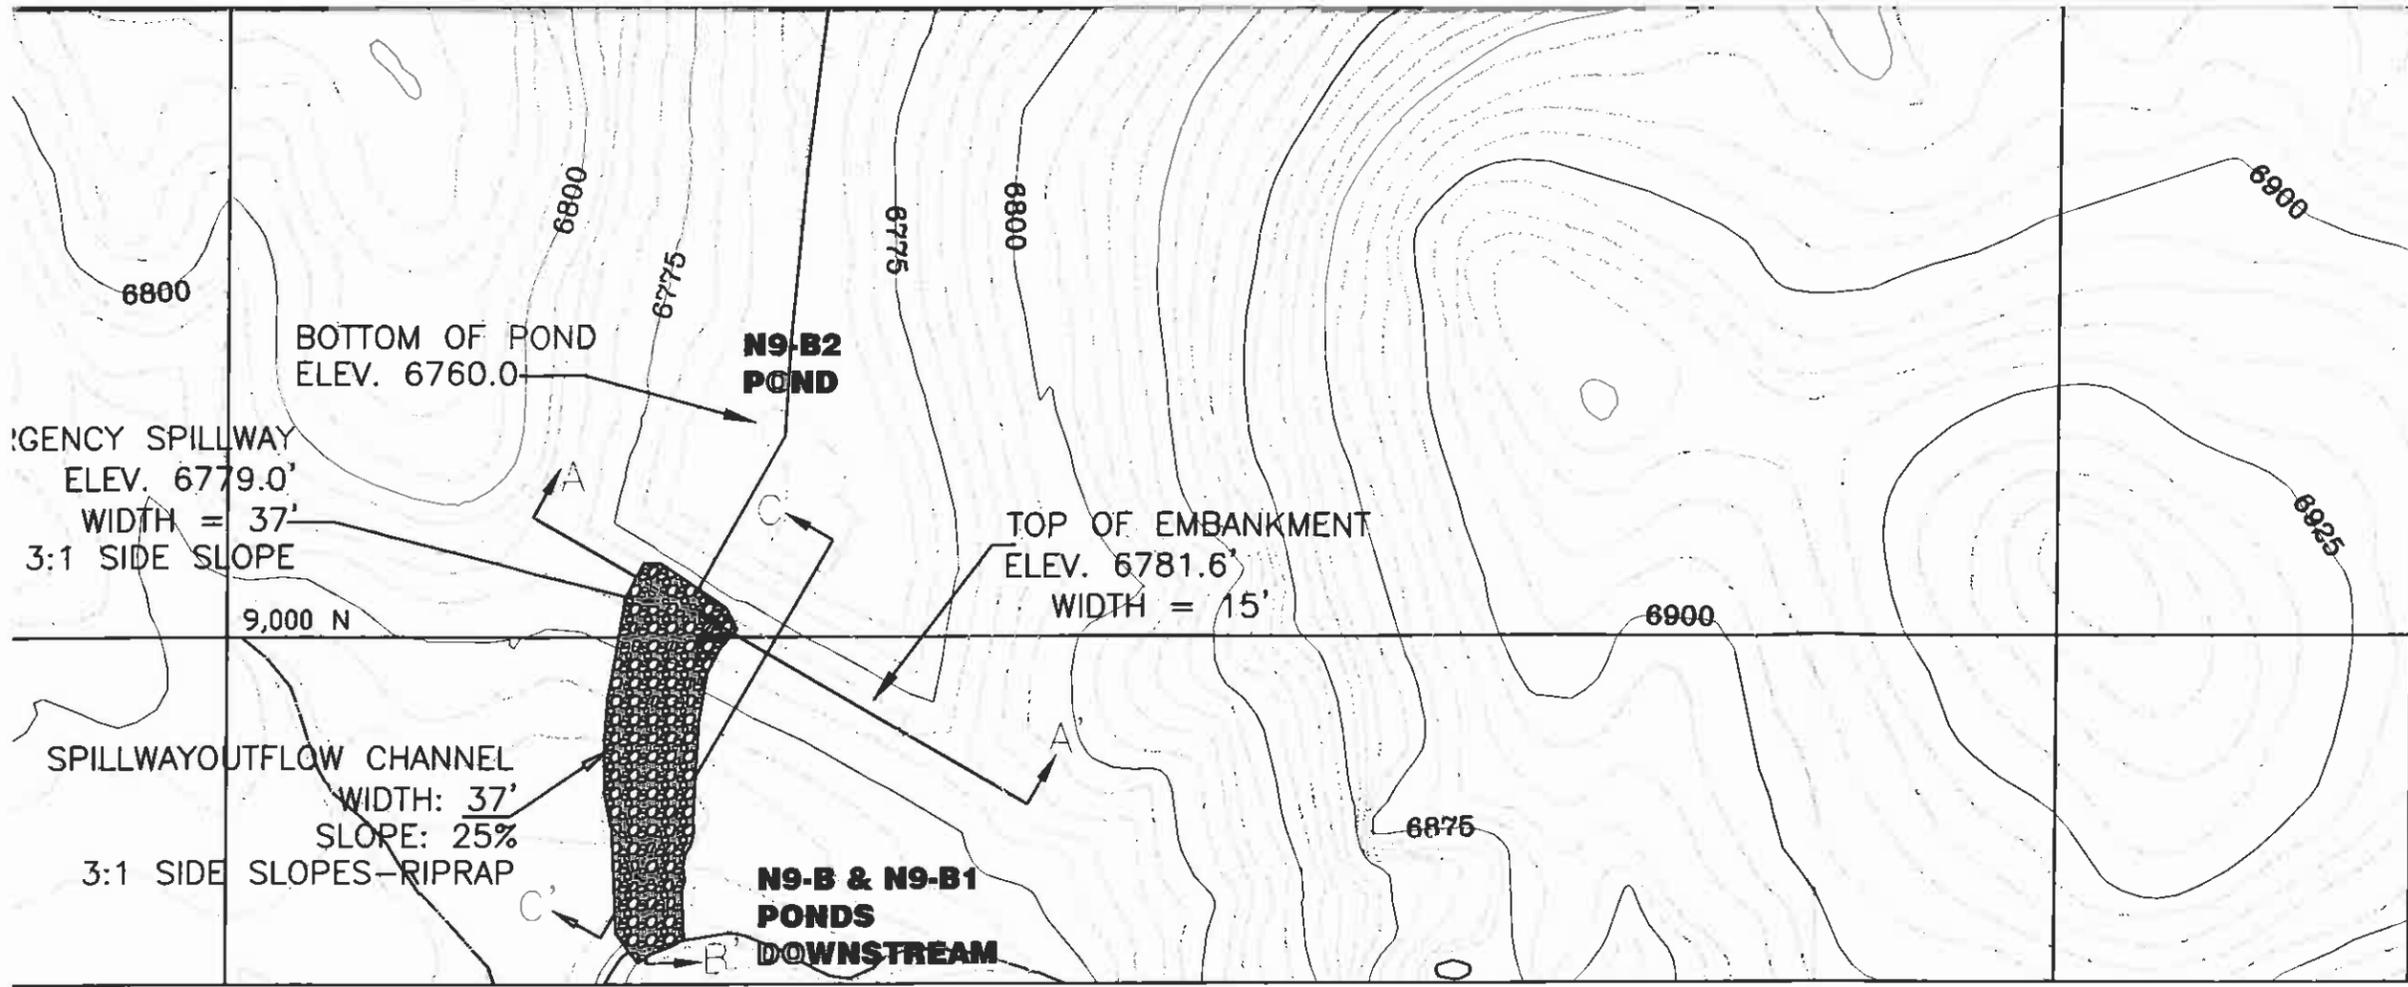 6800
6775
6775
6800
6900
6800
BOTTOM OF POND
ELEV. 6760.0
N9-B2
POND
RGENCY SPILLWAY
ELEV. 6779.0'
WIDTH = 37'
3:1 SIDE SLOPE
A
C
TOP OF EMBANKMENT
ELEV. 6781.6'
WIDTH = 15'
6925
9,000 N
6900
A'
SPILLWAYOUTFLOW CHANNEL
WIDTH: 37'
SLOPE: 25%
3:1 SIDE SLOPES-RIPRAP
6875
C'
B'
N9-B & N9-B1
PONDS
DOWNSTREAM